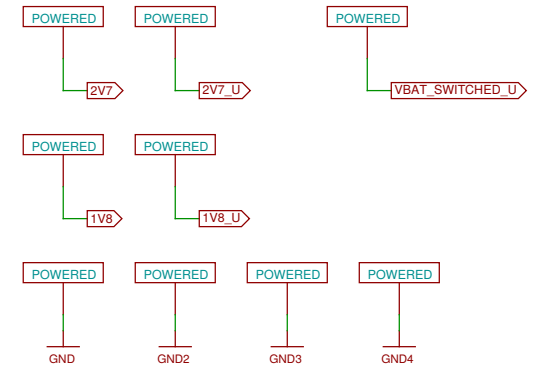 POWERED POWERED POWERED
2V7 2V7_U VBAT_SWITCHED_U
POWERED POWERED
1V8 1V8_U
POWERED POWERED POWERED POWERED
GND GND2 GND3 GND4